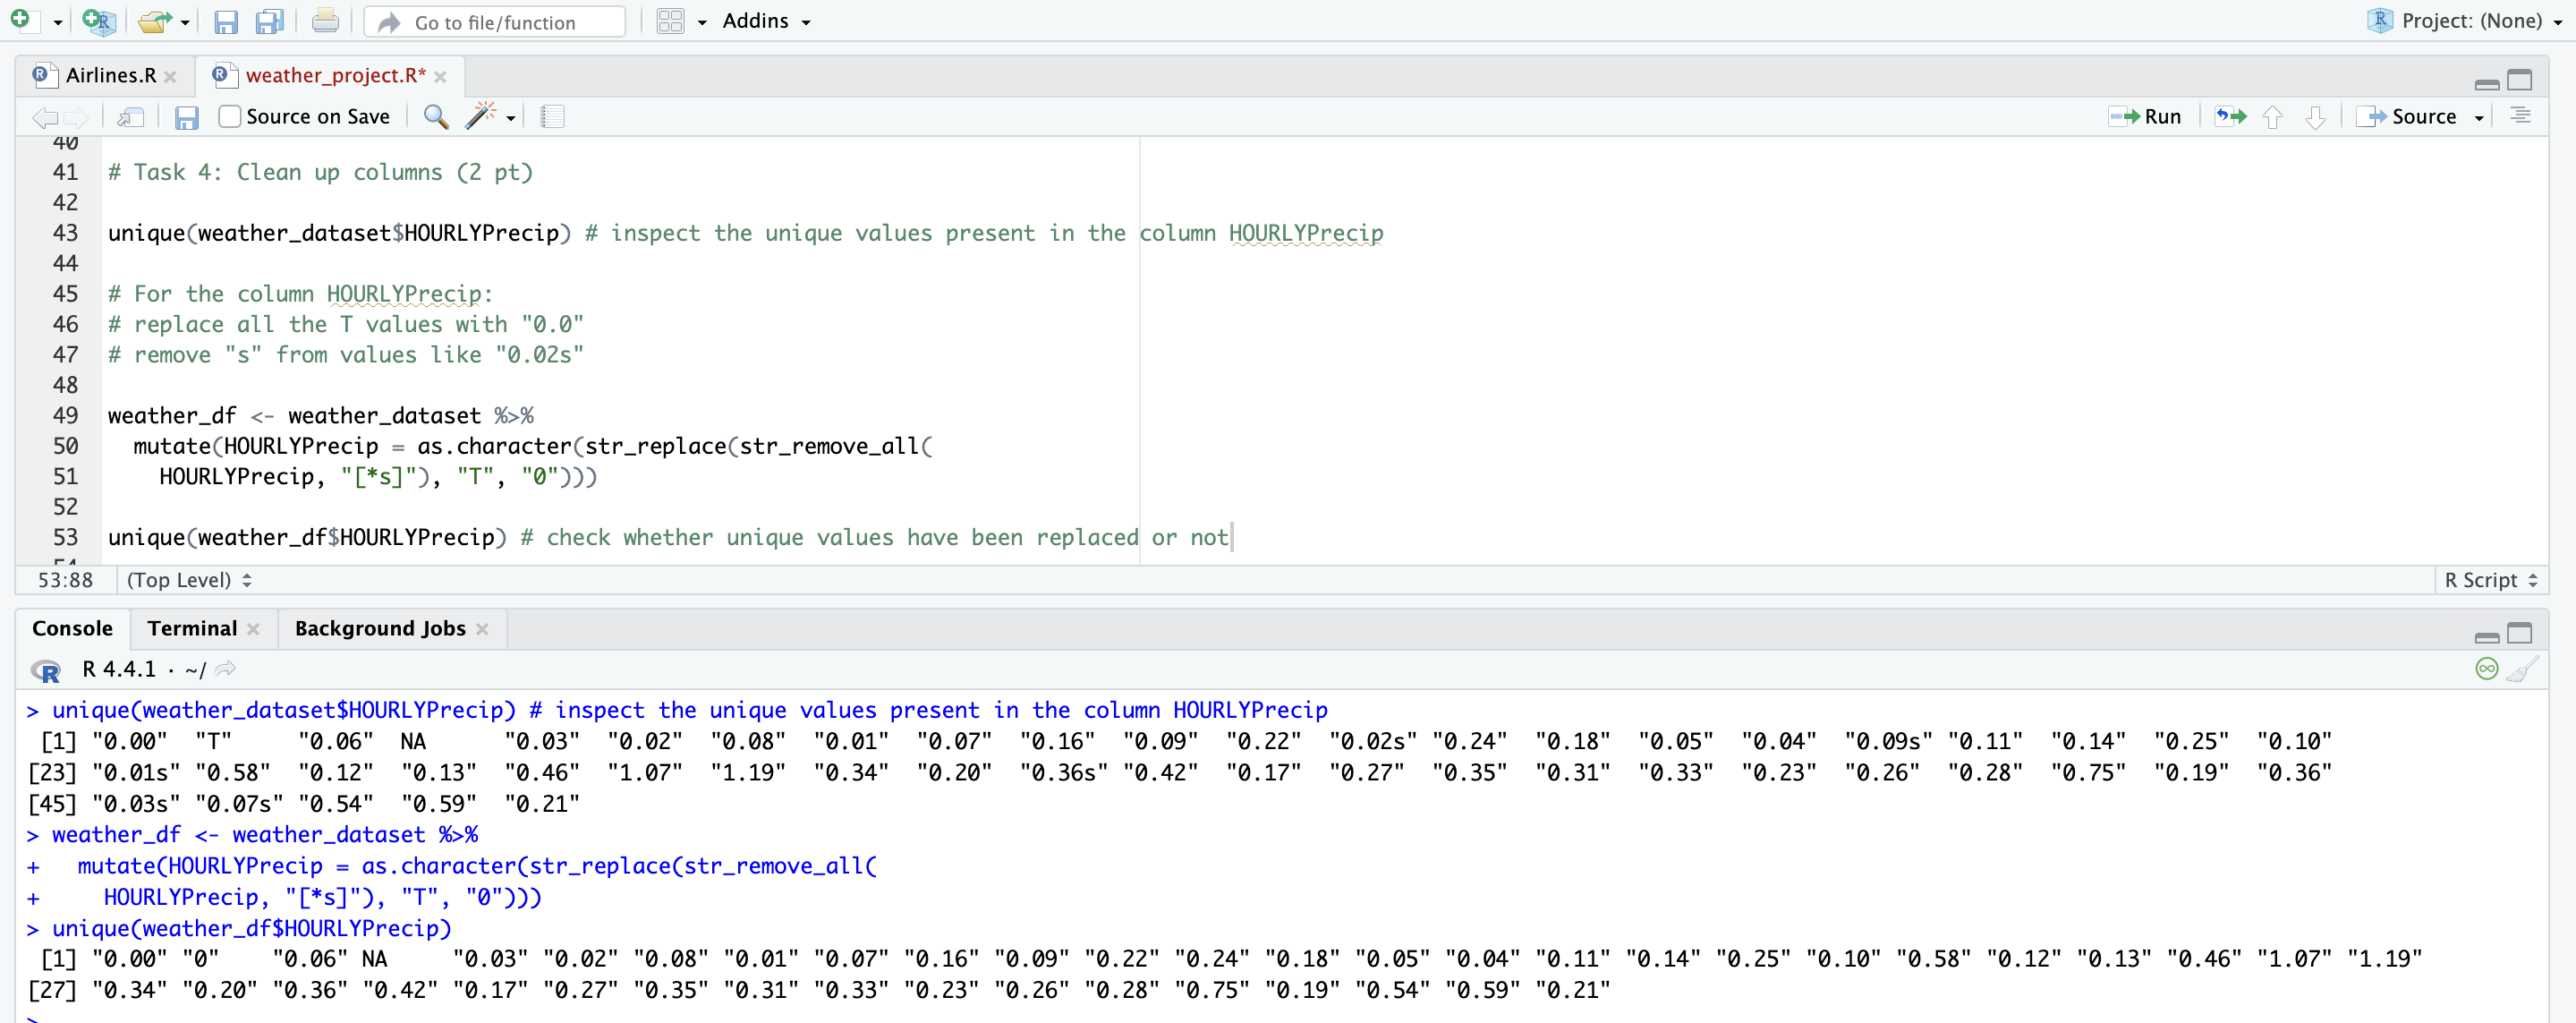 Go to file/function
Addins
Project: (None)
Airlines.R
weather_project.R*
Source on Save
Run
Source
40
41 # Task 4: Clean up columns (2 pt)
42
43 unique(weather_dataset$HOURLYPrecip) # inspect the unique values present in the column HOURLYPrecip
44
45 # For the column HOURLYPrecip:
46 # replace all the T values with "0.0"
47 # remove "s" from values like "0.02s"
48
49 weather_df <- weather_dataset %>%
50   mutate(HOURLYPrecip = as.character(str_replace(str_remove_all(
51     HOURLYPrecip, "[*s]"), "T", "0")))
52
53 unique(weather_df$HOURLYPrecip) # check whether unique values have been replaced or not
54
53:88 (Top Level)
R Script
Console Terminal Background Jobs
R 4.4.1 · ~/
> unique(weather_dataset$HOURLYPrecip) # inspect the unique values present in the column HOURLYPrecip
[1] "0.00" "T" "0.06" NA "0.03" "0.02" "0.08" "0.01" "0.07" "0.16" "0.09" "0.22" "0.02s" "0.24" "0.18" "0.05" "0.04" "0.09s" "0.11" "0.14" "0.25" "0.10"
[23] "0.01s" "0.58" "0.12" "0.13" "0.46" "1.07" "1.19" "0.34" "0.20" "0.36s" "0.42" "0.17" "0.27" "0.35" "0.31" "0.33" "0.23" "0.26" "0.28" "0.75" "0.19" "0.36"
[45] "0.03s" "0.07s" "0.54" "0.59" "0.21"
> weather_df <- weather_dataset %>%
+   mutate(HOURLYPrecip = as.character(str_replace(str_remove_all(
+     HOURLYPrecip, "[*s]"), "T", "0")))
> unique(weather_df$HOURLYPrecip)
[1] "0.00" "0" "0.06" NA "0.03" "0.02" "0.08" "0.01" "0.07" "0.16" "0.09" "0.22" "0.24" "0.18" "0.05" "0.04" "0.11" "0.14" "0.25" "0.10" "0.58" "0.12" "0.13" "0.46" "1.07" "1.19"
[27] "0.34" "0.20" "0.36" "0.42" "0.17" "0.27" "0.35" "0.31" "0.33" "0.23" "0.26" "0.28" "0.75" "0.19" "0.54" "0.59" "0.21"
>